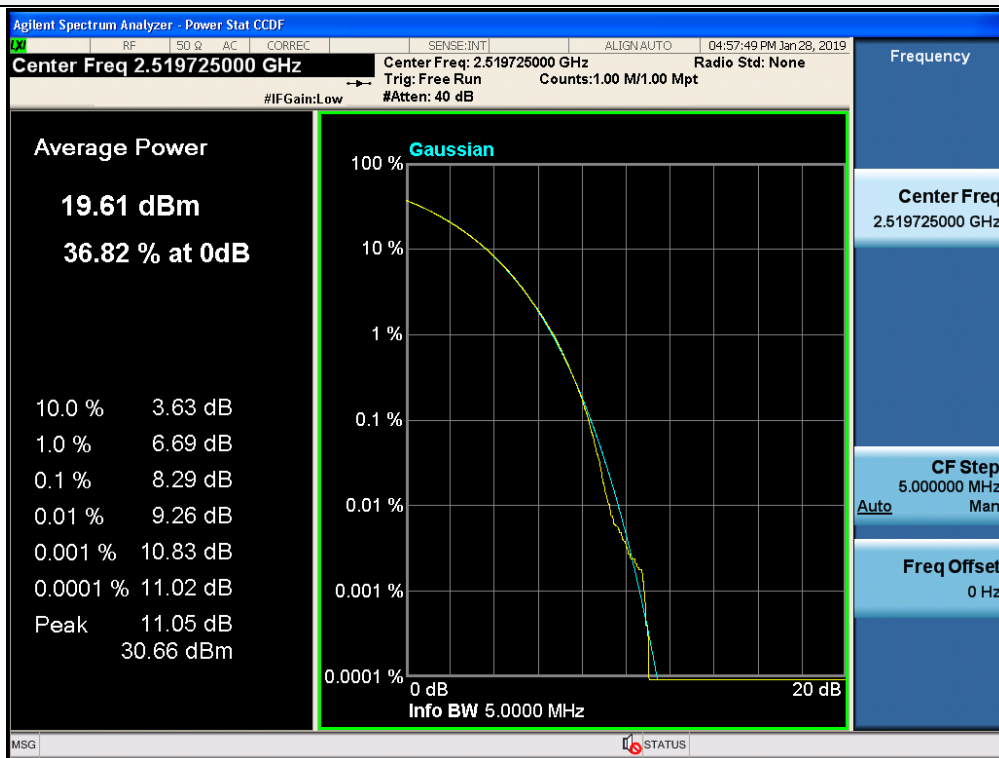 Agilent Spectrum Analyzer - Power Stat CCDF
LXI RF 50 Ω AC CORREC SENSE:INT ALIGNAUTO 04:57:49 PM Jan 28, 2019
Center Freq 2.519725000 GHz
Center Freq: 2.519725000 GHz Radio Std: None
Trig: Free Run Counts:1.00 M/1.00 Mpt
#IFGain:Low #Atten: 40 dB
Frequency
Average Power
19.61 dBm
36.82 % at 0dB
10.0 % 3.63 dB
1.0 % 6.69 dB
0.1 % 8.29 dB
0.01 % 9.26 dB
0.001 % 10.83 dB
0.0001 % 11.02 dB
Peak 11.05 dB
30.66 dBm
Gaussian
100 %
10 %
1 %
0.1 %
0.01 %
0.001 %
0.0001 %
0 dB 20 dB
Info BW 5.0000 MHz
Center Freq
2.519725000 GHz
CF Step
5.000000 MHz
Auto Man
Freq Offset
0 Hz
MSG STATUS